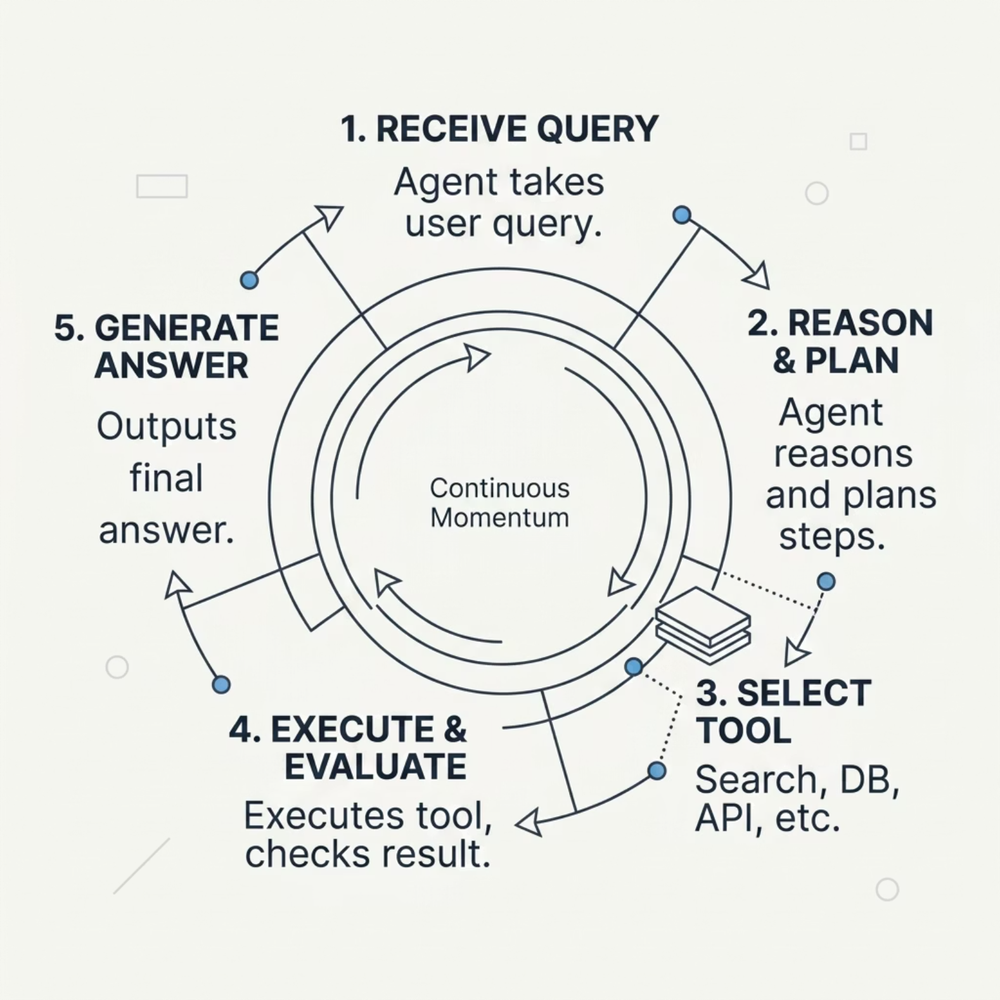 1. RECEIVE QUERY
Agent takes
user query.
2. REASON
& PLAN
Agent
reasons
and plans
steps.
3. SELECT
TOOL
Search, DB,
API, etc.
4. EXECUTE &
EVALUATE
Executes tool,
checks result.
5. GENERATE
ANSWER
Outputs
final
answer.
Continuous
Momentum